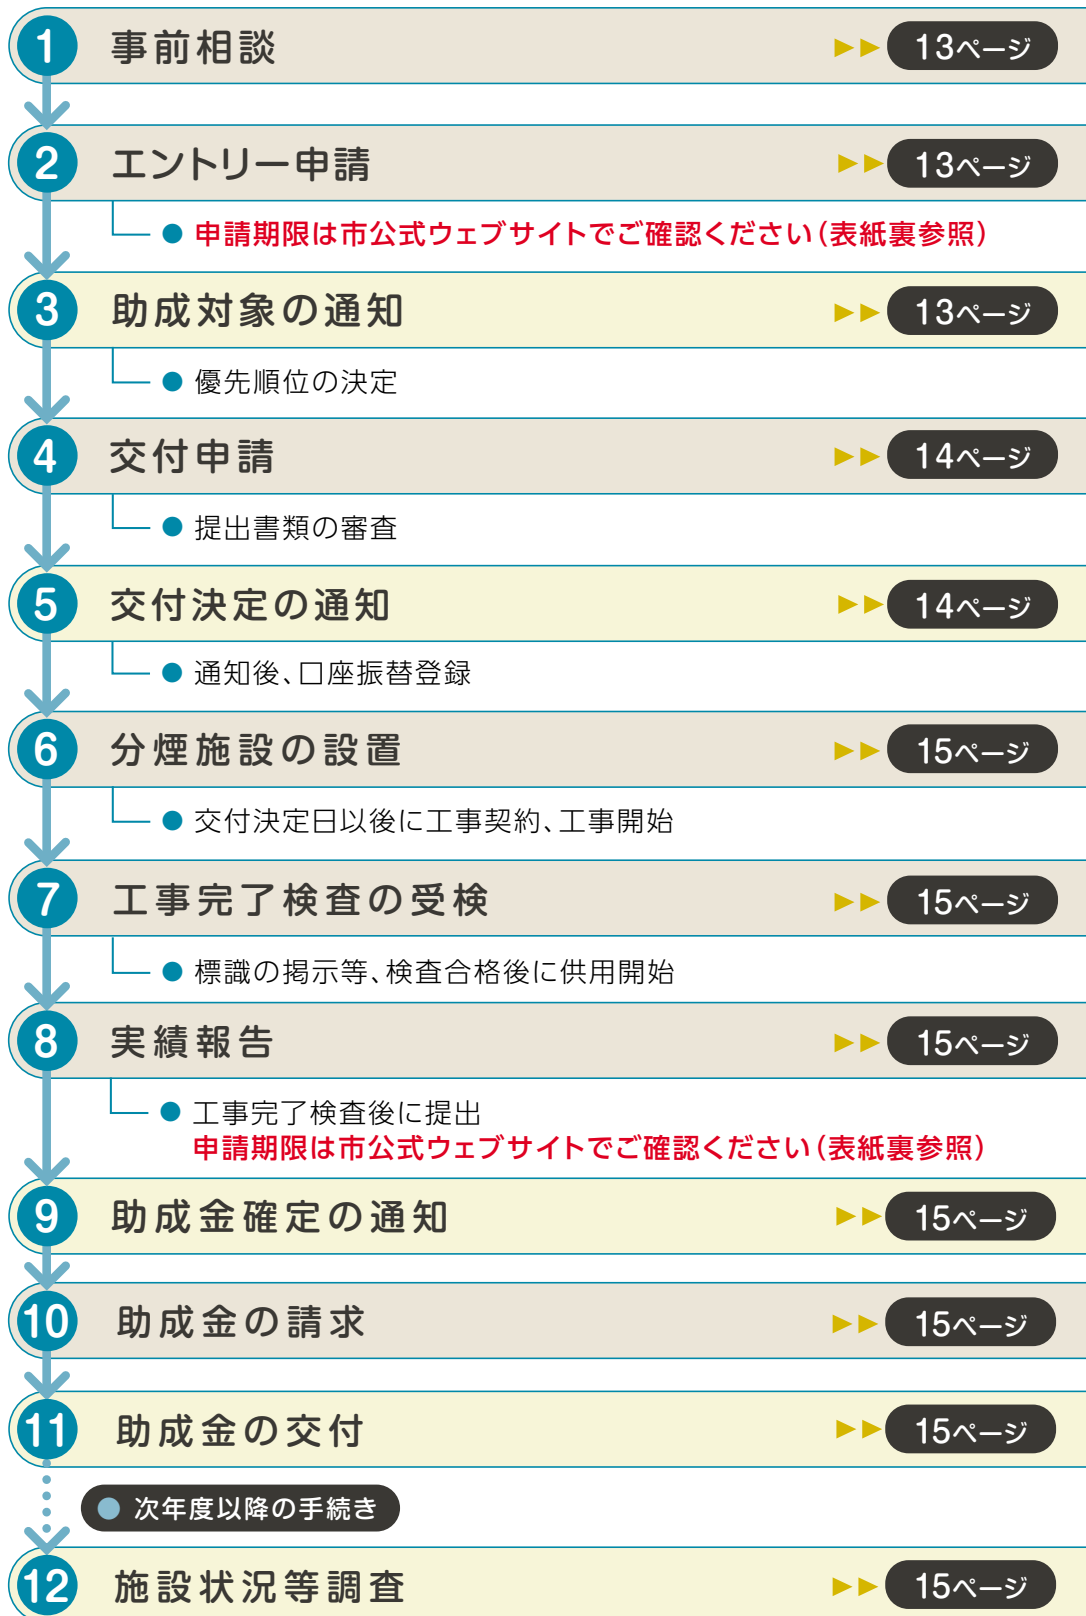 1 事前相談 ▶▶ 13ページ
2 エントリー申請 ▶▶ 13ページ
● 申請期限は市公式ウェブサイトでご確認ください（表紙裏参照）
3 助成対象の通知 ▶▶ 13ページ
● 優先順位の決定
4 交付申請 ▶▶ 14ページ
● 提出書類の審査
5 交付決定の通知 ▶▶ 14ページ
● 通知後、口座振替登録
6 分煙施設の設置 ▶▶ 15ページ
● 交付決定日以後に工事契約、工事開始
7 工事完了検査の受検 ▶▶ 15ページ
● 標識の掲示等、検査合格後に供用開始
8 実績報告 ▶▶ 15ページ
● 工事完了検査後に提出
申請期限は市公式ウェブサイトでご確認ください（表紙裏参照）
9 助成金確定の通知 ▶▶ 15ページ
10 助成金の請求 ▶▶ 15ページ
11 助成金の交付 ▶▶ 15ページ
● 次年度以降の手続き
12 施設状況等調査 ▶▶ 15ページ